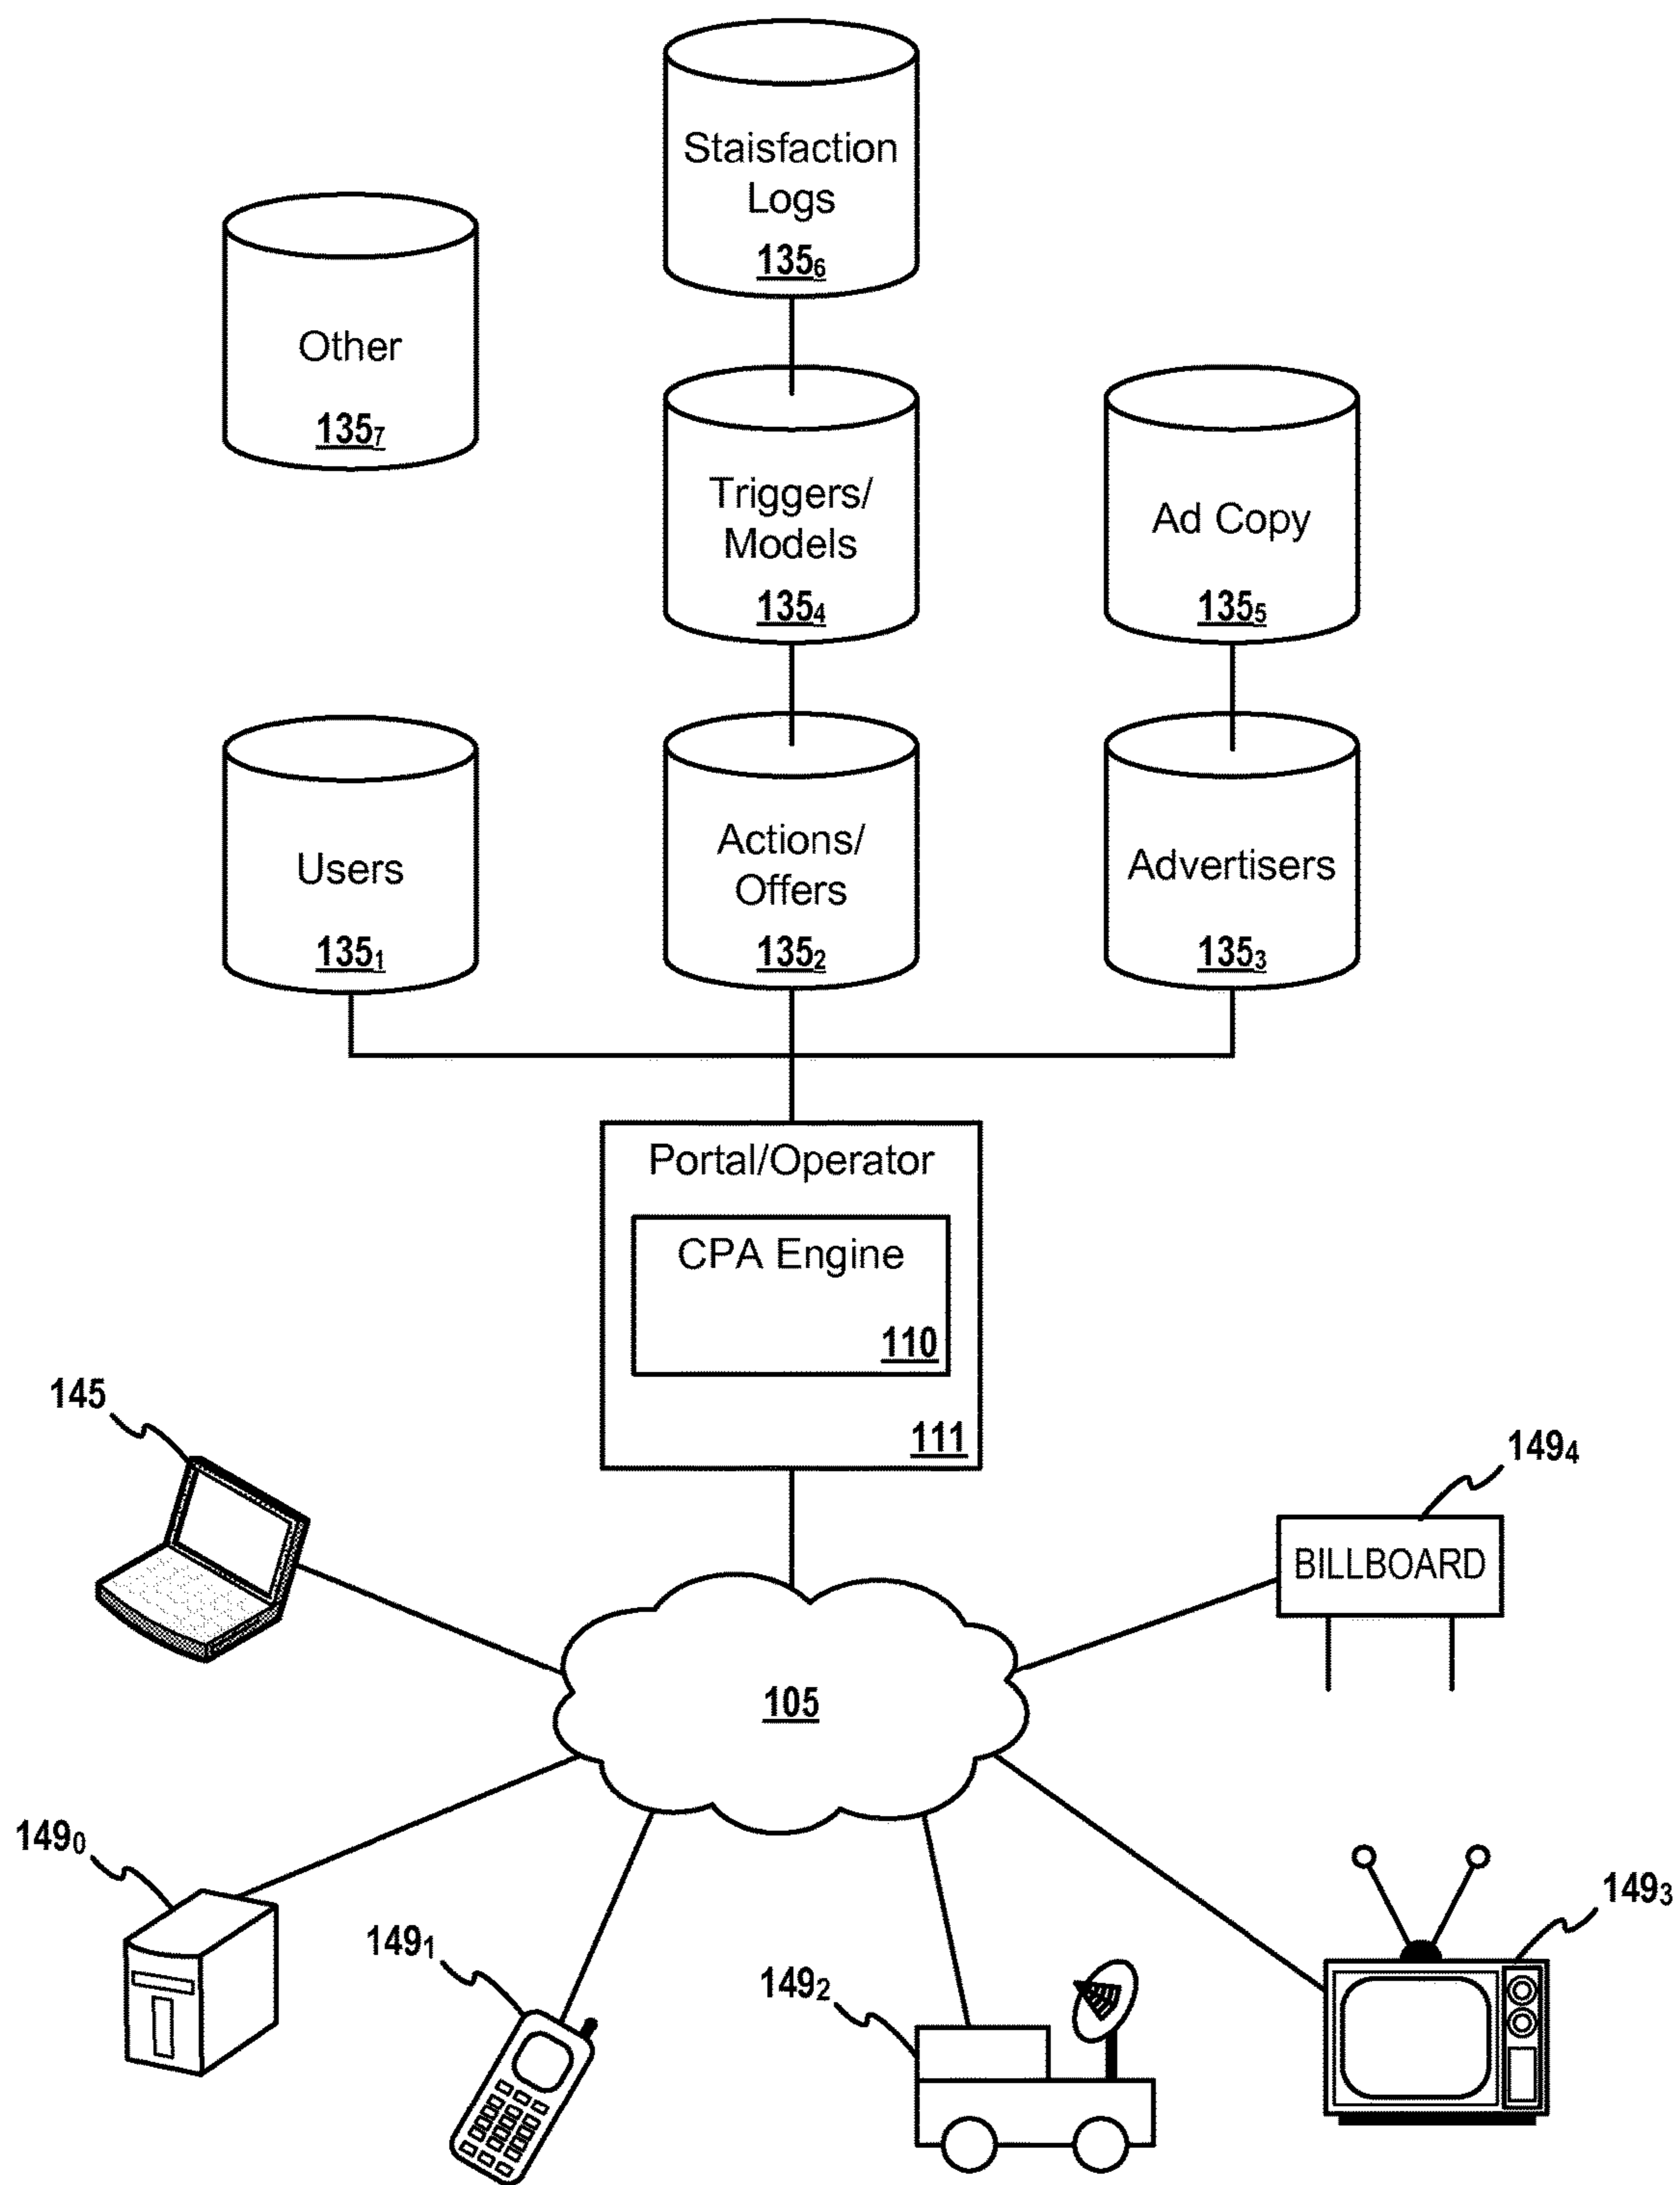 Staisfaction
Logs
135₆
Other
135₇
Triggers/
Models
135₄
Ad Copy
135₅
Users
135₁
Actions/
Offers
135₂
Advertisers
135₃
Portal/Operator
CPA Engine
110
111
145
149₄
BILLBOARD
105
149₀
149₁
149₂
149₃